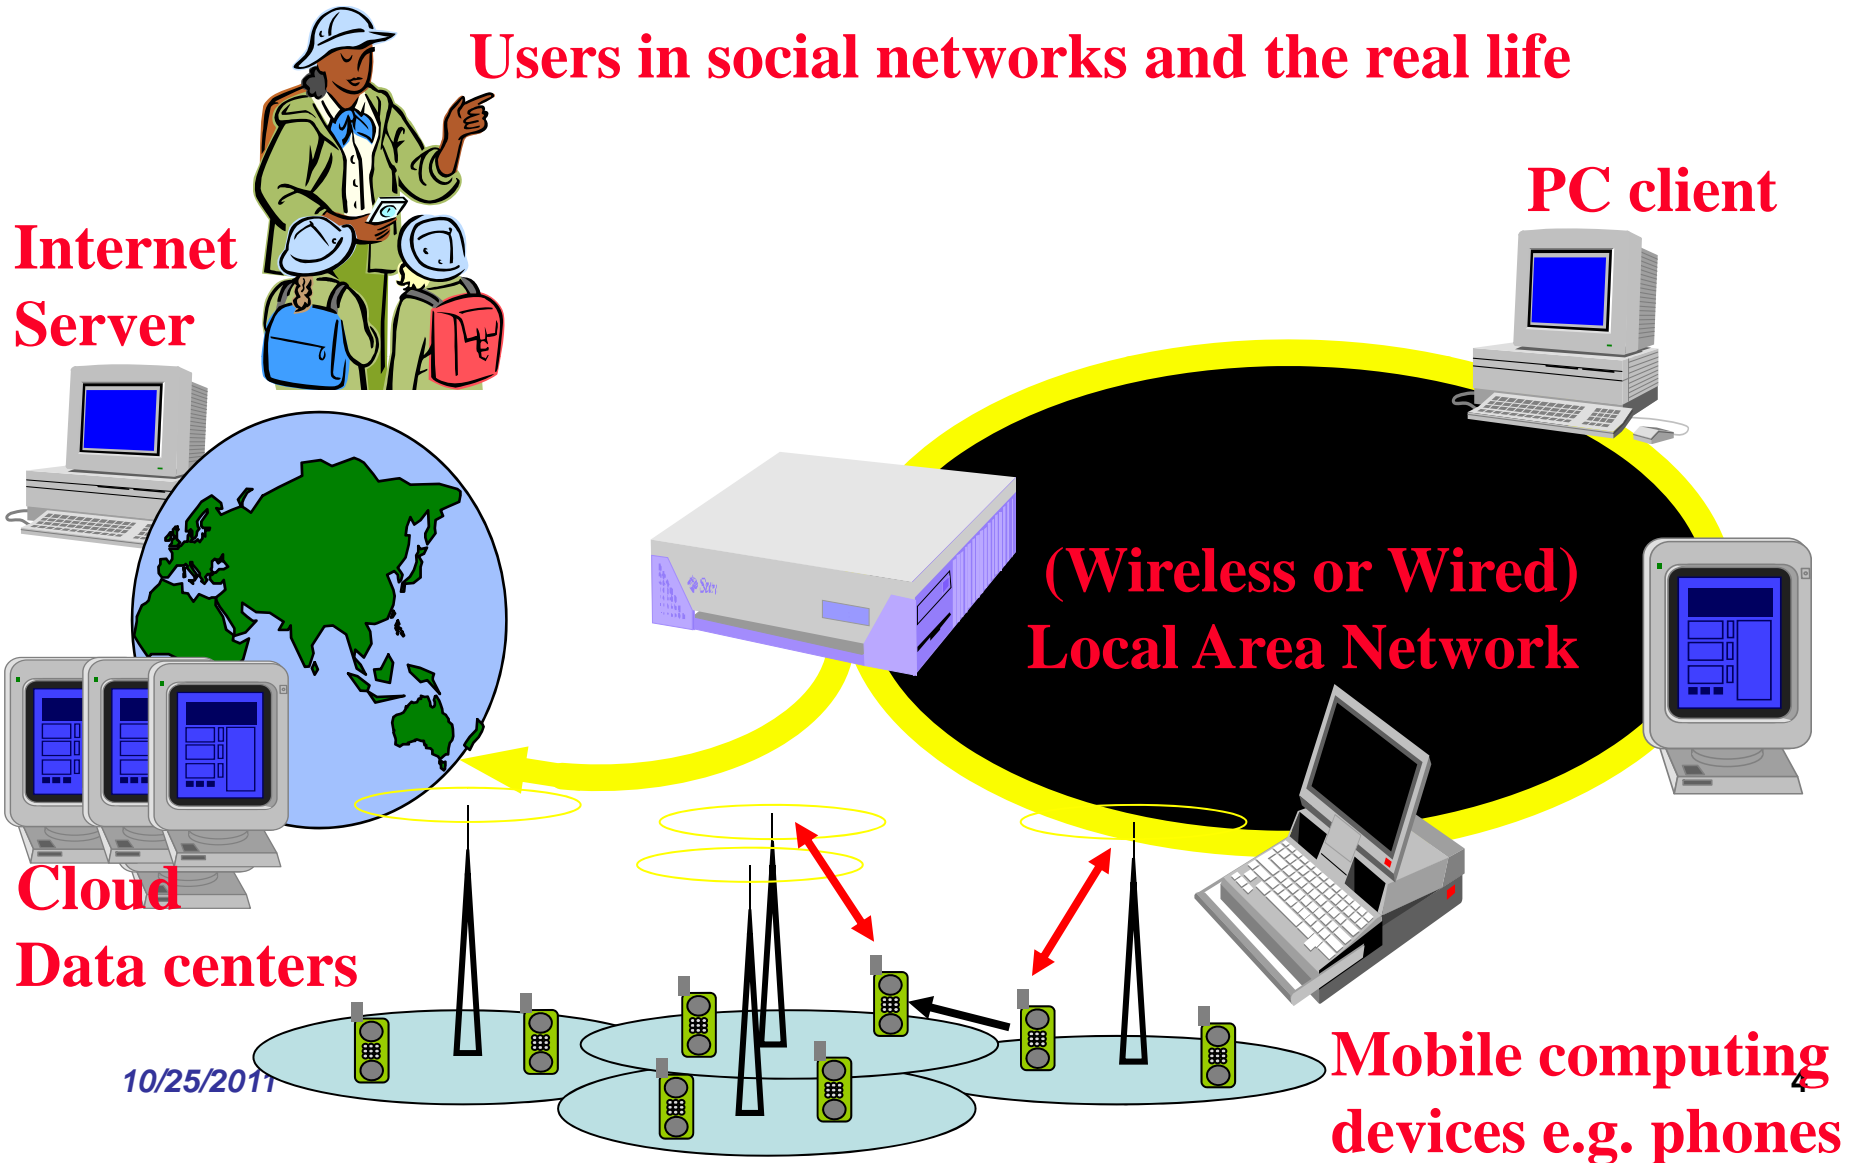 Users in social networks and the real life
PC client
Internet
Server
Sun
(Wireless or Wired)
Local Area Network
Cloud
Data centers
10/25/2011
Mobile computing
4
devices e.g. phones